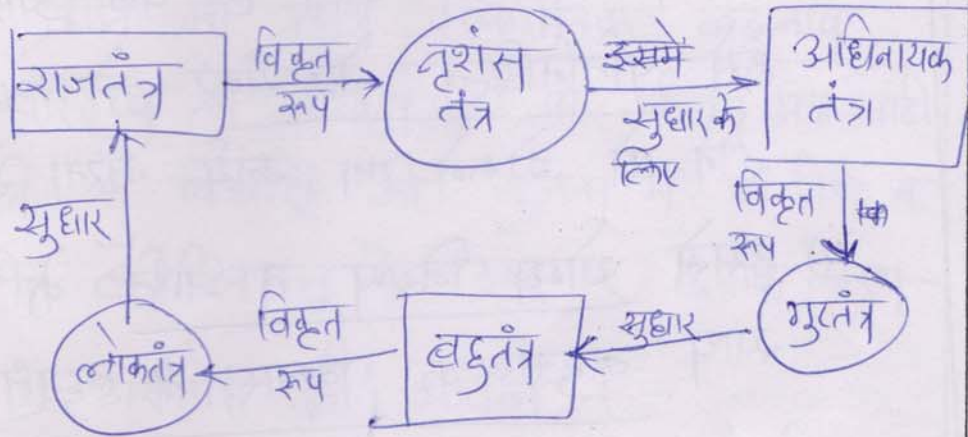 राजतंत्र
विकृत
रूप
नृशंस
तंत्र
इसमें
सुधार के
लिए
अधिनायक
तंत्र
विकृत
रूप
गुटतंत्र
सुधार
बहुतंत्र
विकृत
रूप
लोकतंत्र
सुधार